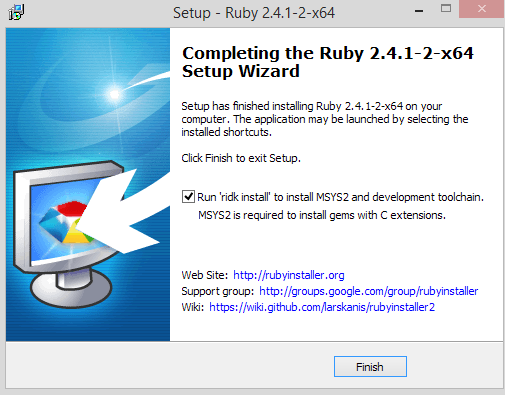 Setup - Ruby 2.4.1-2-x64
Completing the Ruby 2.4.1-2-x64
Setup Wizard
Setup has finished installing Ruby 2.4.1-2-x64 on your
computer. The application may be launched by selecting the
installed shortcuts.
Click Finish to exit Setup.
Run 'ridk install' to install MSYS2 and development toolchain.
MSYS2 is required to install gems with C extensions.
Web Site: http://rubyinstaller.org
Support group: http://groups.google.com/group/rubyinstaller
Wiki: https://wiki.github.com/larskanis/rubyinstaller2
Finish